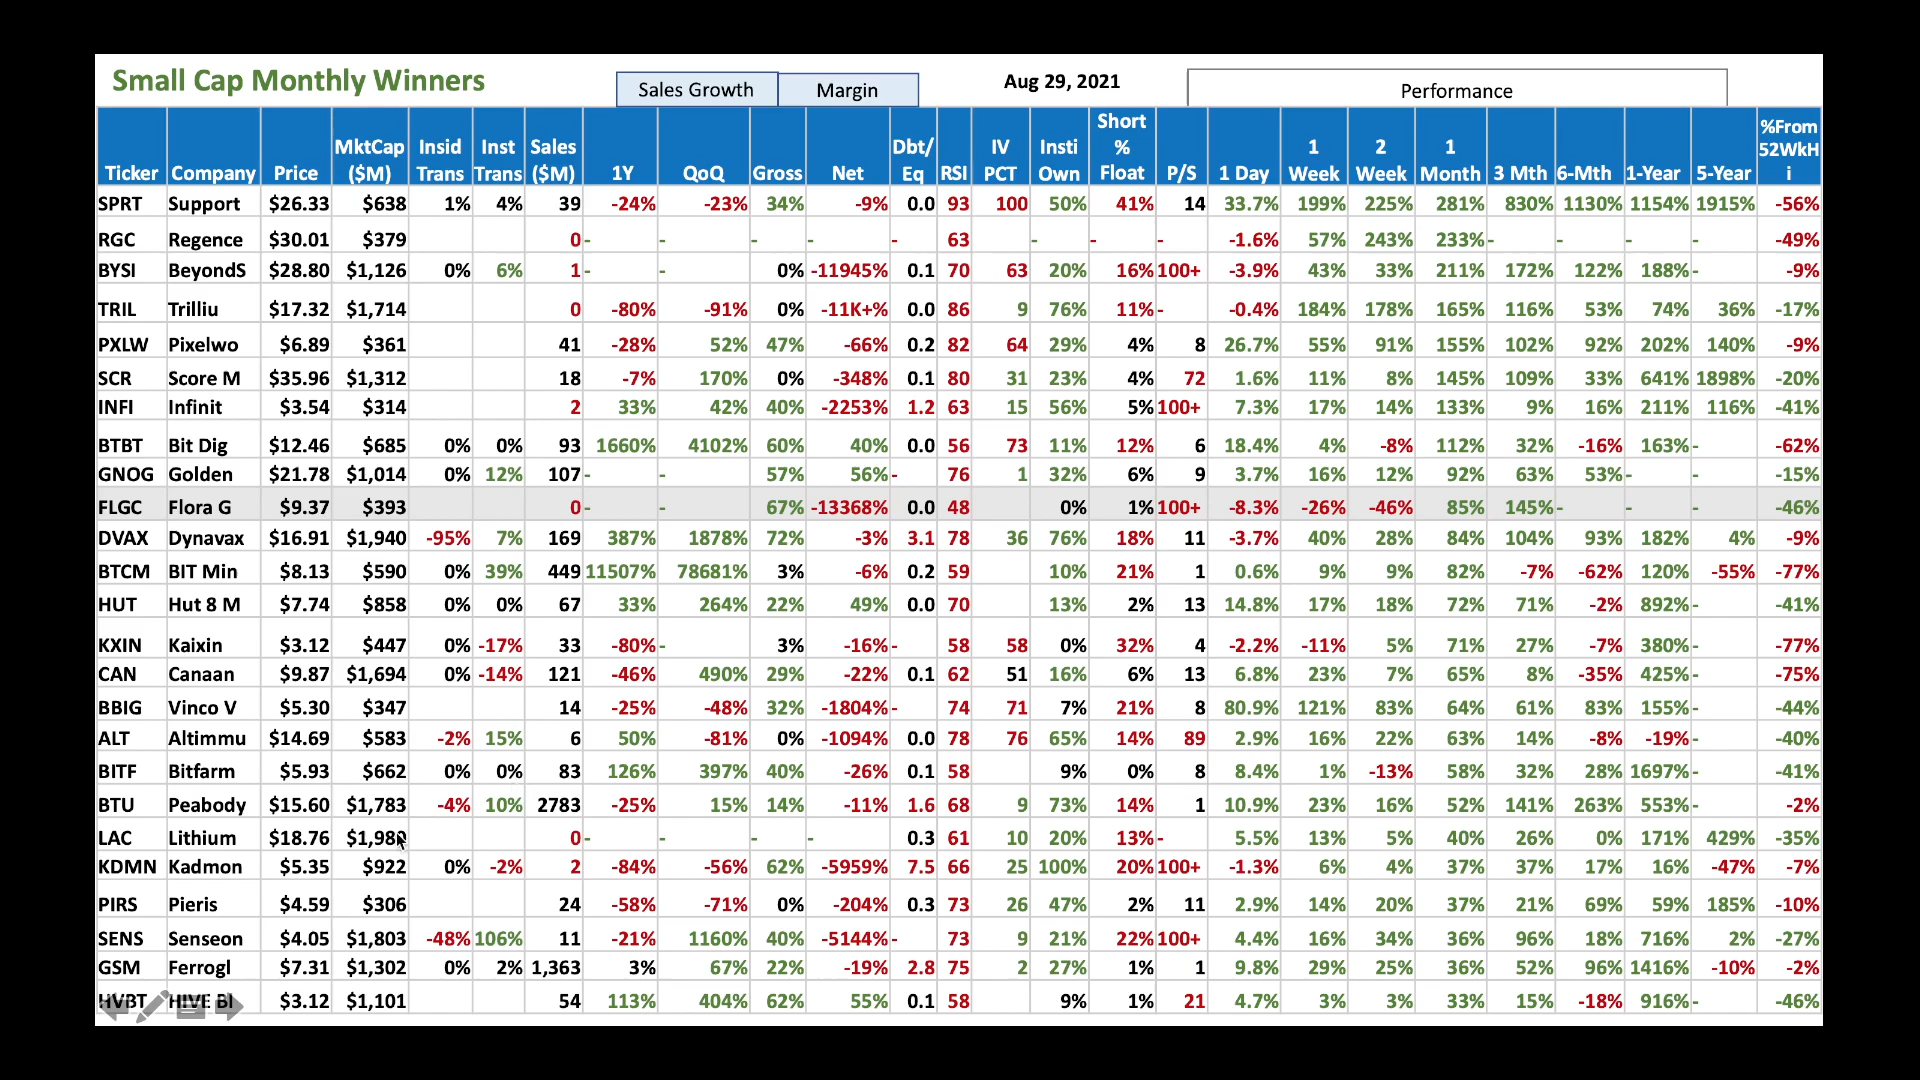 Small Cap Monthly Winners Sales Growth Margin Aug 29, 2021 Performance
Ticker Company Price MktCap ($M) Insid Trans Inst Trans Sales ($M) 1Y QoQ Gross Net Dbt/ Eq RSI IV PCT Insti Own Short % Float P/S 1 Day 1 Week 2 Week 1 Month 3 Mth 6-Mth 1-Year 5-Year %From 52WkH i
SPRT Support $26.33 $638 1% 4% 39 -24% -23% 34% -9% 0.0 93 100 50% 41% 14 33.7% 199% 225% 281% 830% 1130% 1154% 1915% -56%
RGC Regence $30.01 $379 0 - - - - - 63 - - - -1.6% 57% 243% 233% - - - - -49%
BYSI BeyondS $28.80 $1,126 0% 6% 1 - - 0% -11945% 0.1 70 63 20% 16% 100+ -3.9% 43% 33% 211% 172% 122% 188% - -9%
TRIL Trilliu $17.32 $1,714 0 -80% -91% 0% -11K+% 0.0 86 9 76% 11% - -0.4% 184% 178% 165% 116% 53% 74% 36% -17%
PXLW Pixelwo $6.89 $361 41 -28% 52% 47% -66% 0.2 82 64 29% 4% 8 26.7% 55% 91% 155% 102% 92% 202% 140% -9%
SCR Score M $35.96 $1,312 18 -7% 170% 0% -348% 0.1 80 31 23% 4% 72 1.6% 11% 8% 145% 109% 33% 641% 1898% -20%
INFI Infinit $3.54 $314 2 33% 42% 40% -2253% 1.2 63 15 56% 5% 100+ 7.3% 17% 14% 133% 9% 16% 211% 116% -41%
BTBT Bit Dig $12.46 $685 0% 0% 93 1660% 4102% 60% 40% 0.0 56 73 11% 12% 6 18.4% 4% -8% 112% 32% -16% 163% - -62%
GNOG Golden $21.78 $1,014 0% 12% 107 - - 57% 56% - 76 1 32% 6% 9 3.7% 16% 12% 92% 63% 53% - - -15%
FLGC Flora G $9.37 $393 0 - - 67% -13368% 0.0 48 0% 1% 100+ -8.3% -26% -46% 85% 145% - - - -46%
DVAX Dynavax $16.91 $1,940 -95% 7% 169 387% 1878% 72% -3% 3.1 78 36 76% 18% 11 -3.7% 40% 28% 84% 104% 93% 182% 4% -9%
BTCM BIT Min $8.13 $590 0% 39% 449 11507% 78681% 3% -6% 0.2 59 10% 21% 1 0.6% 9% 9% 82% -7% -62% 120% -55% -77%
HUT Hut 8 M $7.74 $858 0% 0% 67 33% 264% 22% 49% 0.0 70 13% 2% 13 14.8% 17% 18% 72% 71% -2% 892% - -41%
KXIN Kaixin $3.12 $447 0% -17% 33 -80% - 3% -16% - 58 58 0% 32% 4 -2.2% -11% 5% 71% 27% -7% 380% - -77%
CAN Canaan $9.87 $1,694 0% -14% 121 -46% 490% 29% -22% 0.1 62 51 16% 6% 13 6.8% 23% 7% 65% 8% -35% 425% - -75%
BBIG Vinco V $5.30 $347 14 -25% -48% 32% -1804% - 74 71 7% 21% 8 80.9% 121% 83% 64% 61% 83% 155% - -44%
ALT Altimmu $14.69 $583 -2% 15% 6 50% -81% 0% -1094% 0.0 78 76 65% 14% 89 2.9% 16% 22% 63% 14% -8% -19% - -40%
BITF Bitfarm $5.93 $662 0% 0% 83 126% 397% 40% -26% 0.1 58 9% 0% 8 8.4% 1% -13% 58% 32% 28% 1697% - -41%
BTU Peabody $15.60 $1,783 -4% 10% 2783 -25% 15% 14% -11% 1.6 68 9 73% 14% 1 10.9% 23% 16% 52% 141% 263% 553% - -2%
LAC Lithium $18.76 $1,980 0 - - - - 0.3 61 10 20% 13% - 5.5% 13% 5% 40% 26% 0% 171% 429% -35%
KDMN Kadmon $5.35 $922 0% -2% 2 -84% -56% 62% -5959% 7.5 66 25 100% 20% 100+ -1.3% 6% 4% 37% 37% 17% 16% -47% -7%
PIRS Pieris $4.59 $306 24 -58% -71% 0% -204% 0.3 73 26 47% 2% 11 2.9% 14% 20% 37% 21% 69% 59% 185% -10%
SENS Senseon $4.05 $1,803 -48% 106% 11 -21% 1160% 40% -5144% - 73 9 21% 22% 100+ 4.4% 16% 34% 36% 96% 18% 716% 2% -27%
GSM Ferrogl $7.31 $1,302 0% 2% 1,363 3% 67% 22% -19% 2.8 75 2 27% 1% 1 9.8% 29% 25% 36% 52% 96% 1416% -10% -2%
HVBT HIVE Bl $3.12 $1,101 54 113% 404% 62% 55% 0.1 58 9% 1% 21 4.7% 3% 3% 33% 15% -18% 916% - -46%